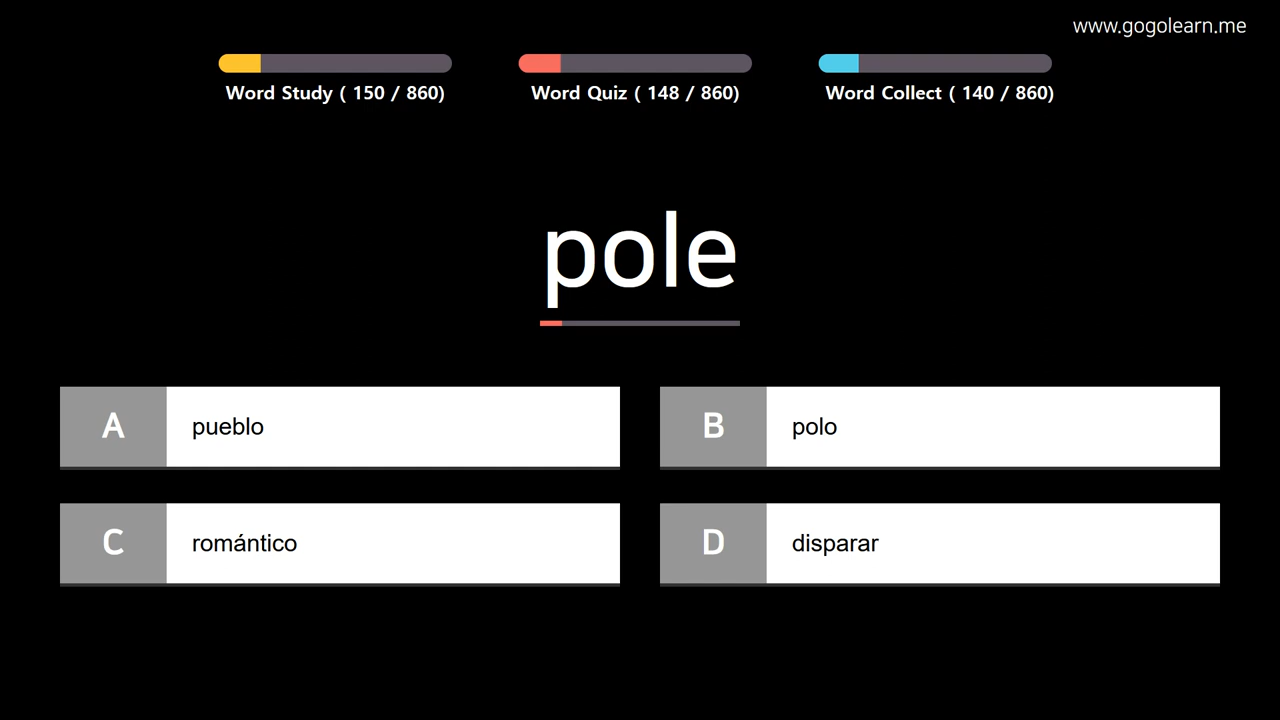 www.gogolearn.me
Word Study ( 150 / 860)
Word Quiz ( 148 / 860)
Word Collect ( 140 / 860)
pole
A pueblo
B polo
C romántico
D disparar